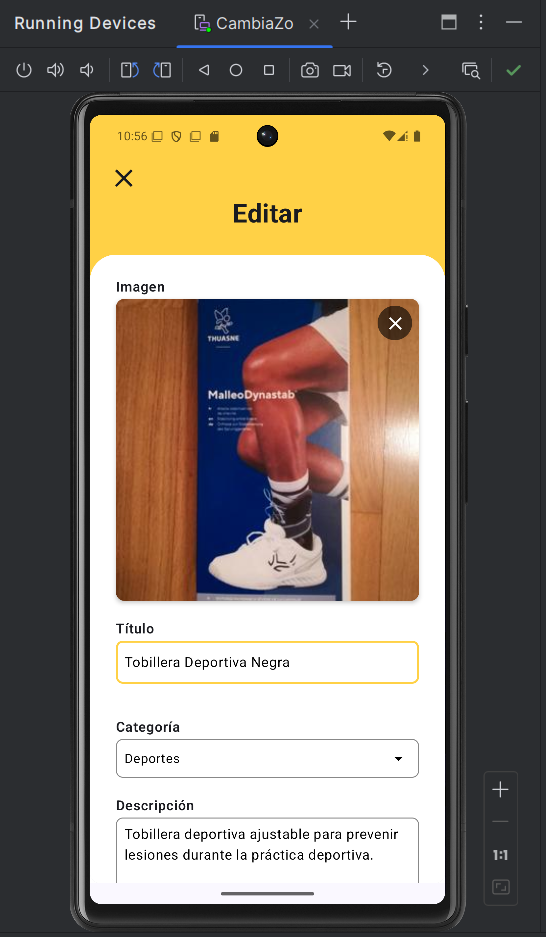 Running Devices
CambiaZo
10:56
Editar
Imagen
THUASNE
MalleoDynastab
Título
Tobillera Deportiva Negra
Categoría
Deportes
Descripción
Tobillera deportiva ajustable para prevenir
lesiones durante la práctica deportiva.
1:1